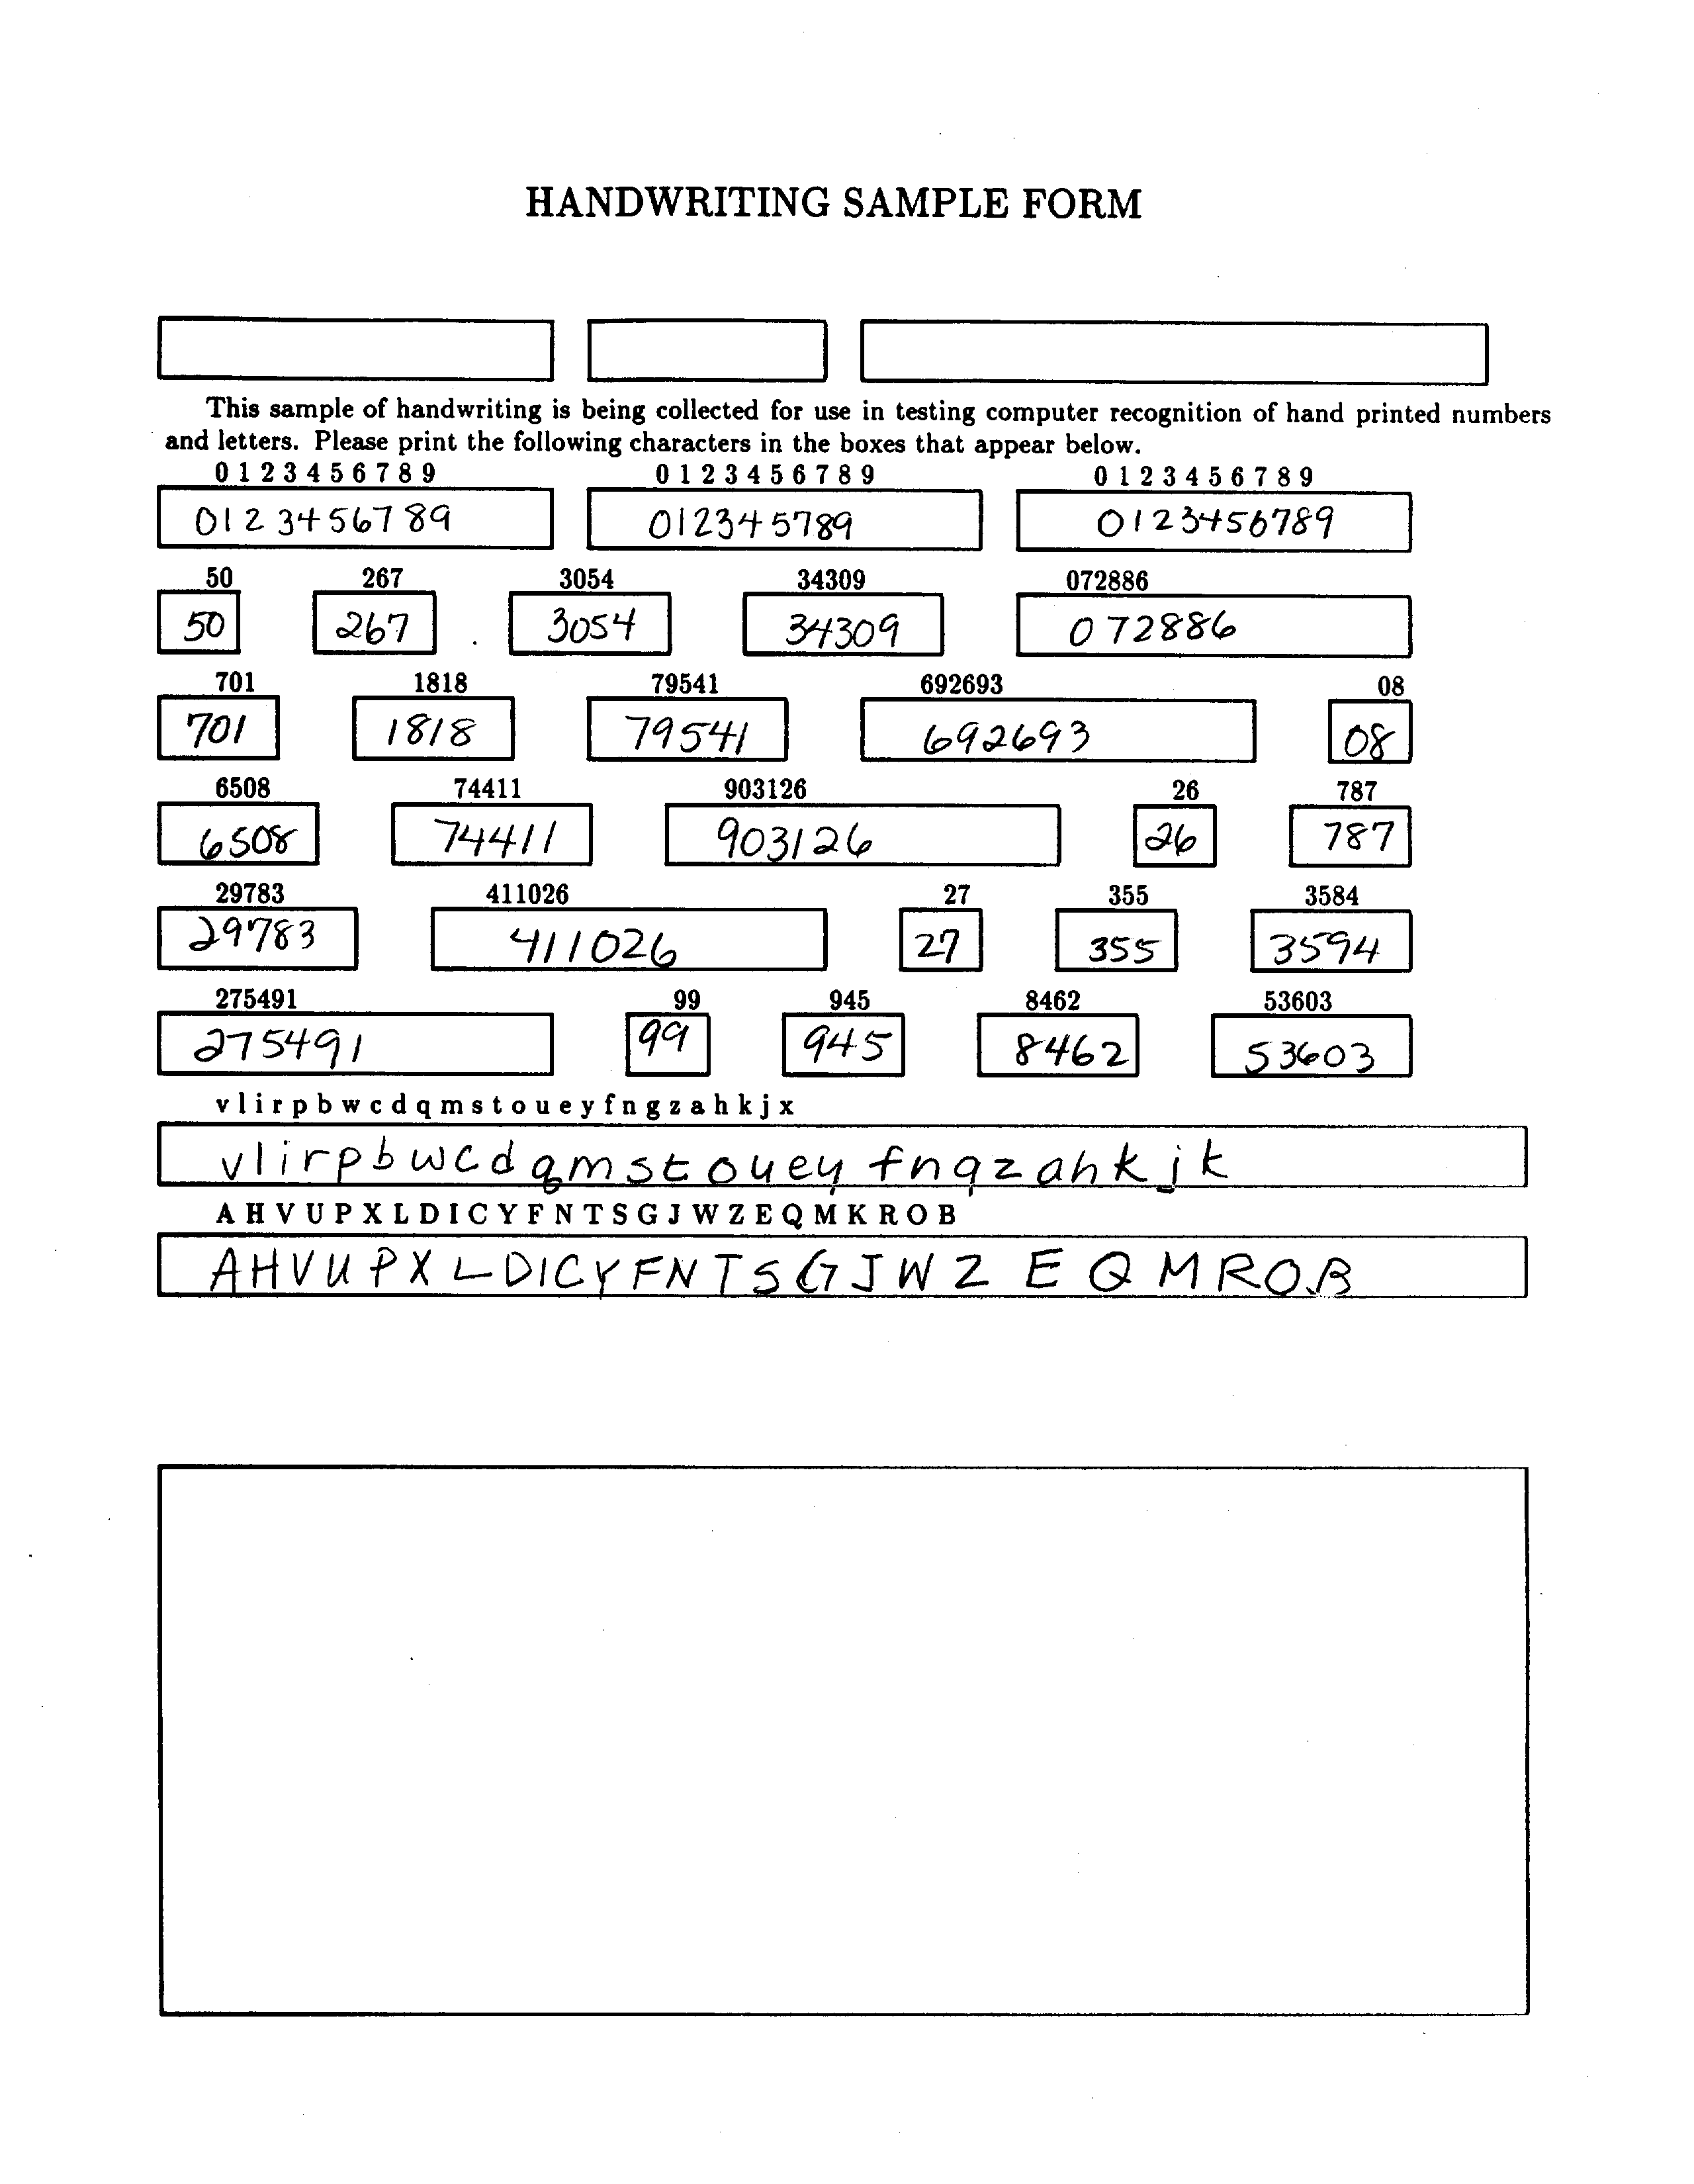 HANDWRITING SAMPLE FORM
This sample of handwriting is being collected for use in testing computer recognition of hand printed numbers
and letters. Please print the following characters in the boxes that appear below.
0 1 2 3 4 5 6 7 8 9 0 1 2 3 4 5 6 7 8 9 0 1 2 3 4 5 6 7 8 9
0123456789 012345789 0123456789
50 267 3054 34309 072886
50 267 3054 34309 072886
701 1818 79541 692693 08
701 1818 79541 692693 08
6508 74411 903126 26 787
6508 74411 903126 26 787
29783 411026 27 355 3584
29783 411026 27 355 3594
275491 99 945 8462 53603
275491 99 945 8462 53603
v l i r p b w c d q m s t o u e y f n g z a h k j x
v l i r p b w c d q m s t o u e y f n g z a h k j k
A H V U P X L D I C Y F N T S G J W Z E Q M K R O B
A H V U P X L D I C Y F N T S G J W Z E Q M R O B